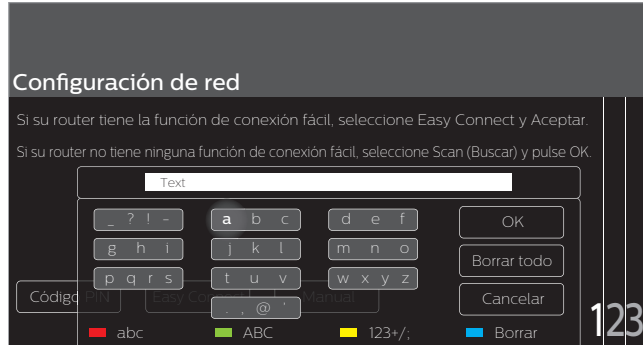 Configuración de red
Si su router tiene la función de conexión fácil, seleccione Easy Connect y Aceptar.
Si su router no tiene ninguna función de conexión fácil, seleccione Scan (Buscar) y pulse OK.
Text
_ ? ! - a b c d e f OK
g h i j k l m n o Borrar todo
p q r s t u v w x y z
Código PIN Easy Connect Manual Cancelar
. , @ '
abc ABC 123+/; Borrar
123